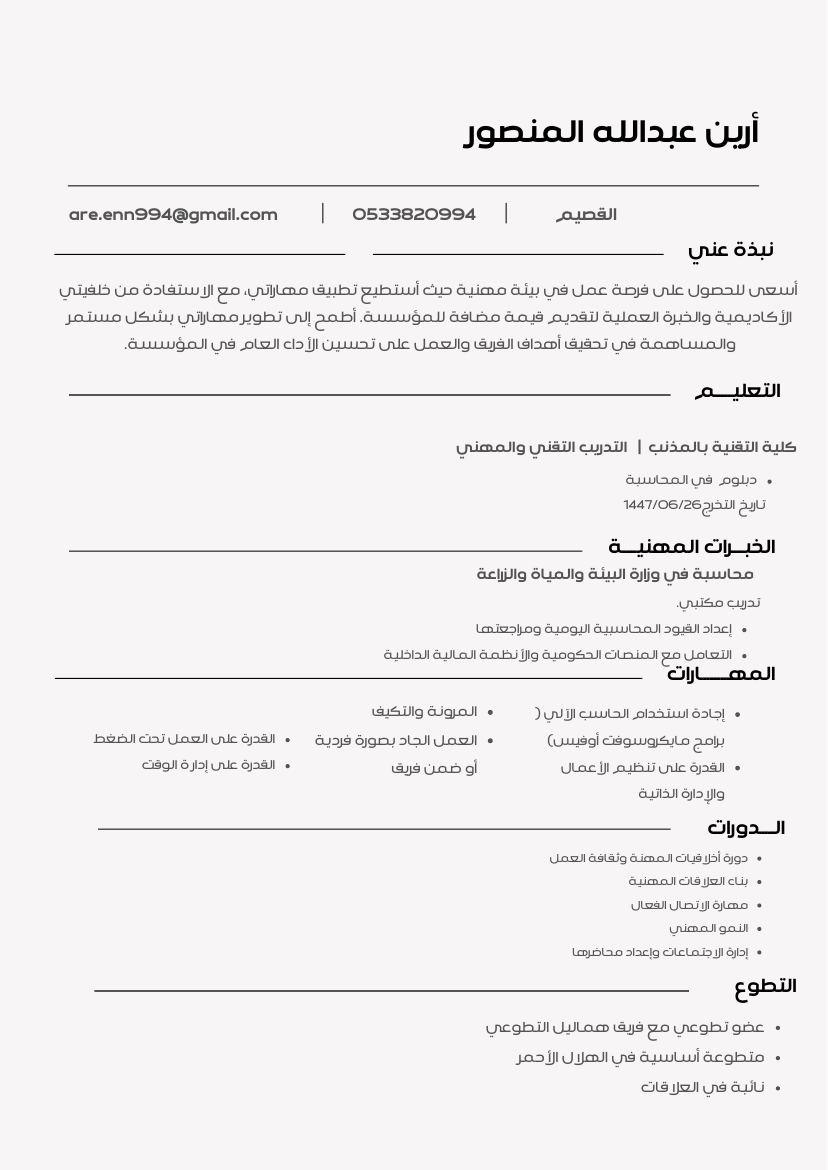 أرين عبدالله المنصور
القصيم | 0533820994 | are.enn994@gmail.com
نبذة عني
أسعى للحصول على فرصة عمل في بيئة مهنية حيث أستطيع تطبيق مهاراتي، مع الاستفادة من خلفيتي
الأكاديمية والخبرة العملية لتقديم قيمة مضافة للمؤسسة. أطمح إلى تطوير مهاراتي بشكل مستمر
والمساهمة في تحقيق أهداف الفريق والعمل على تحسين الأداء العام في المؤسسة.
التعليـــم
كلية التقنية بالمذنب | التدريب التقني والمهني
• دبلوم في المحاسبة
تاريخ التخرج1447/06/26
الخبـــرات المهنيـــة
محاسبة في وزارة البيئة والمياة والزراعة
تدريب مكتبي.
• إعداد القيود المحاسبية اليومية ومراجعتها
• التعامل مع المنصات الحكومية والأنظمة المالية الداخلية
المهــــــارات
• إجادة استخدام الحاسب الآلي (
برامج مايكروسوفت أوفيس)
• القدرة على تنظيم الأعمال
والإدارة الذاتية
• المرونة والتكيف
• العمل الجاد بصورة فردية
أو ضمن فريق
• القدرة على العمل تحت الضغط
• القدرة على إدارة الوقت
الـــدورات
• دورة أخلاقيات المهنة وثقافة العمل
• بناء العلاقات المهنية
• مهارة الاتصال الفعال
• النمو المهني
• إدارة الاجتماعات وإعداد محاضرها
التطوع
• عضو تطوعي مع فريق هماليل التطوعي
• متطوعة أساسية في الهلال الأحمر
• نائبة في العلاقات